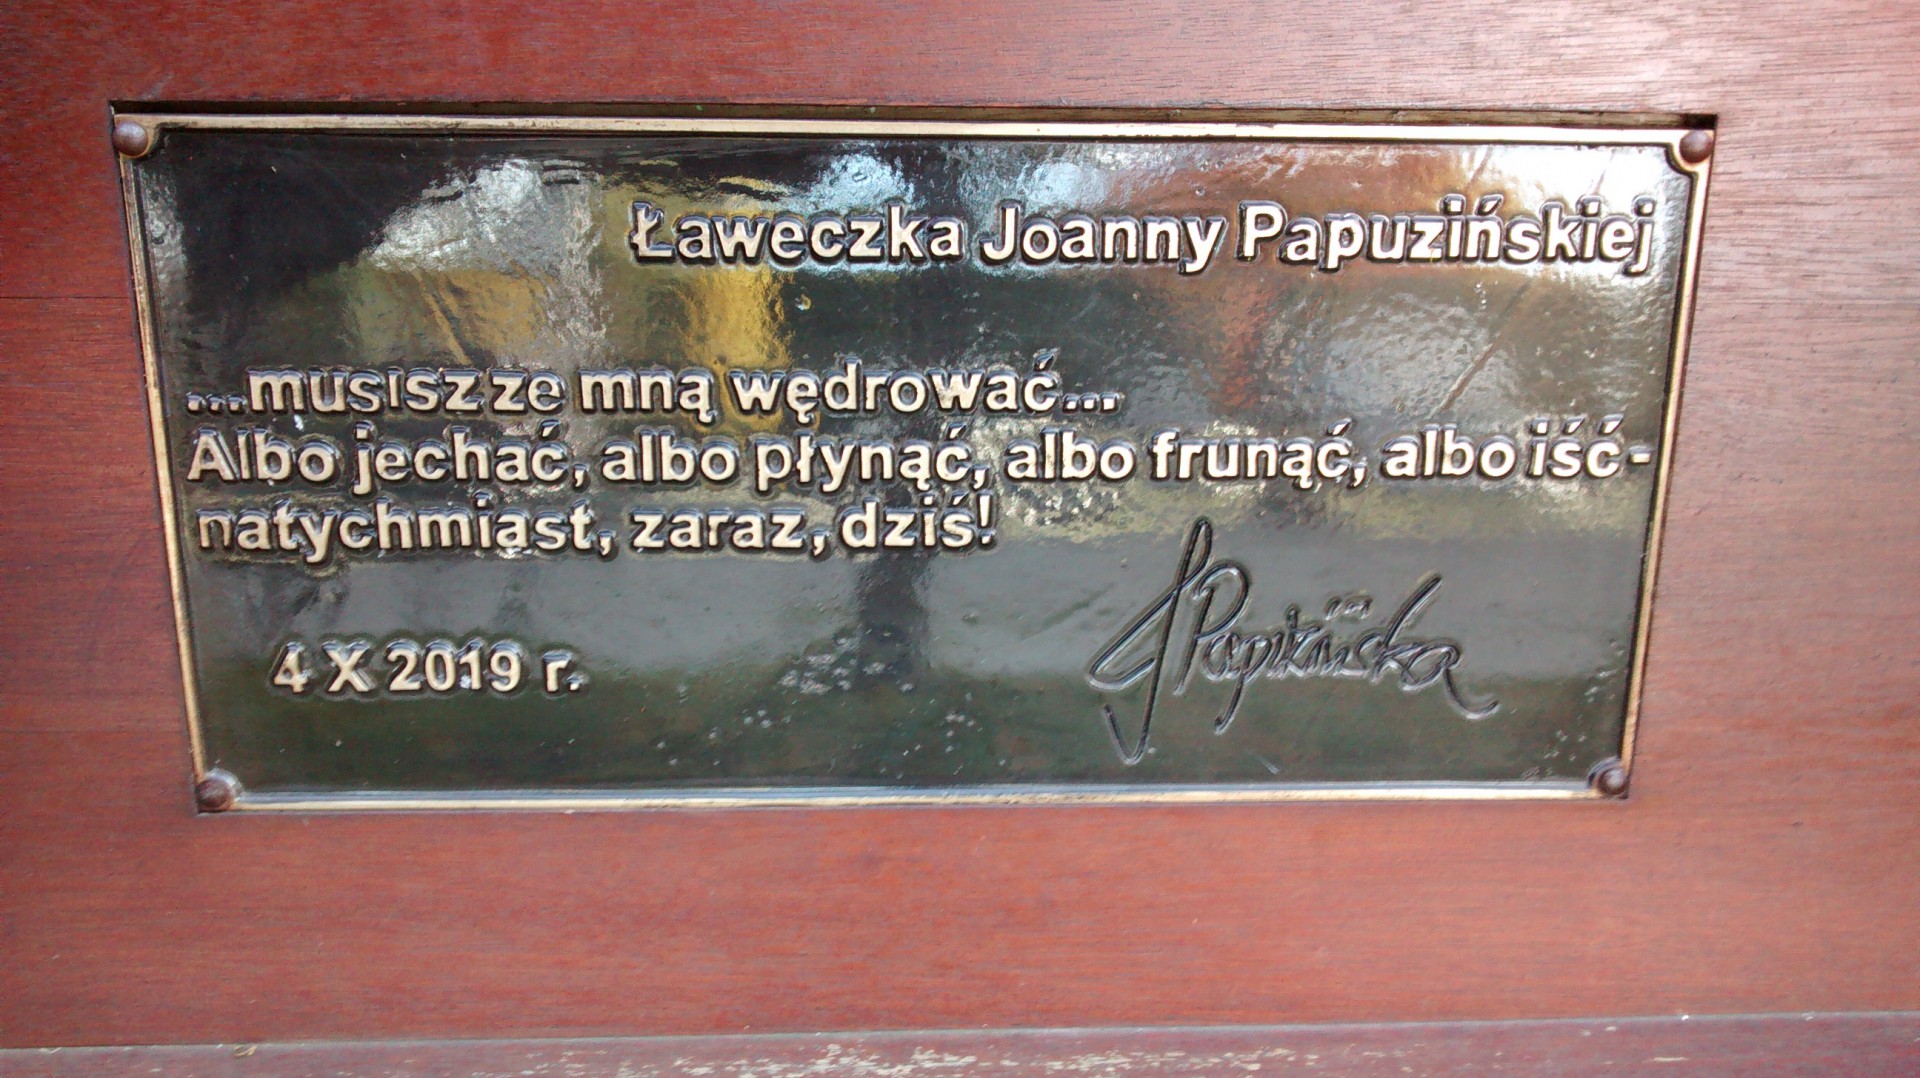 Ławeczka Joanny Papuzińskiej
...musisz ze mną wędrować...
Albo jechać, albo płynąć, albo frunąć, albo iść-
natychmiast, zaraz, dziś!
4 X 2019 r.
JPapuzińska